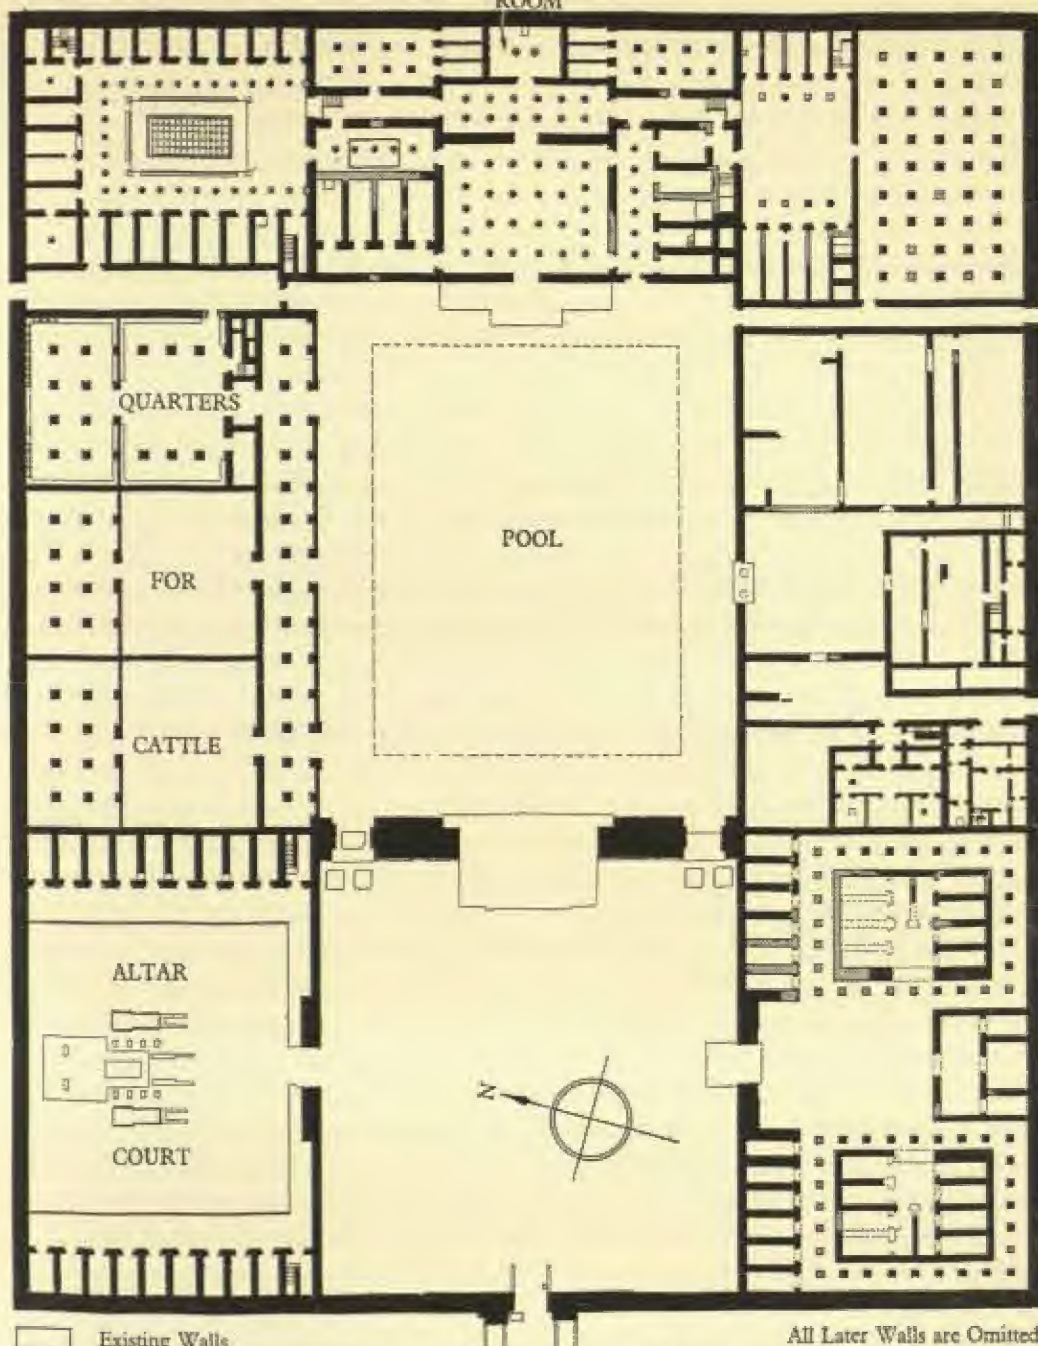 ROOM
QUARTERS
FOR
CATTLE
POOL
ALTAR
COURT
N
Existing Walls
All Later Walls are Omitted